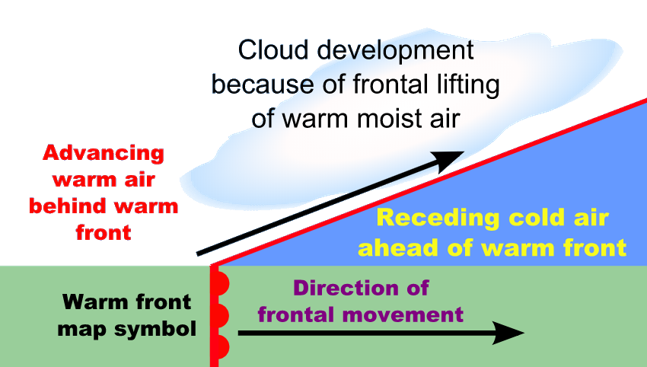 Cloud development
because of frontal lifting
of warm moist air
Advancing
warm air
behind warm
front
Receding cold air
ahead of warm front
Warm front
map symbol
Direction of
frontal movement